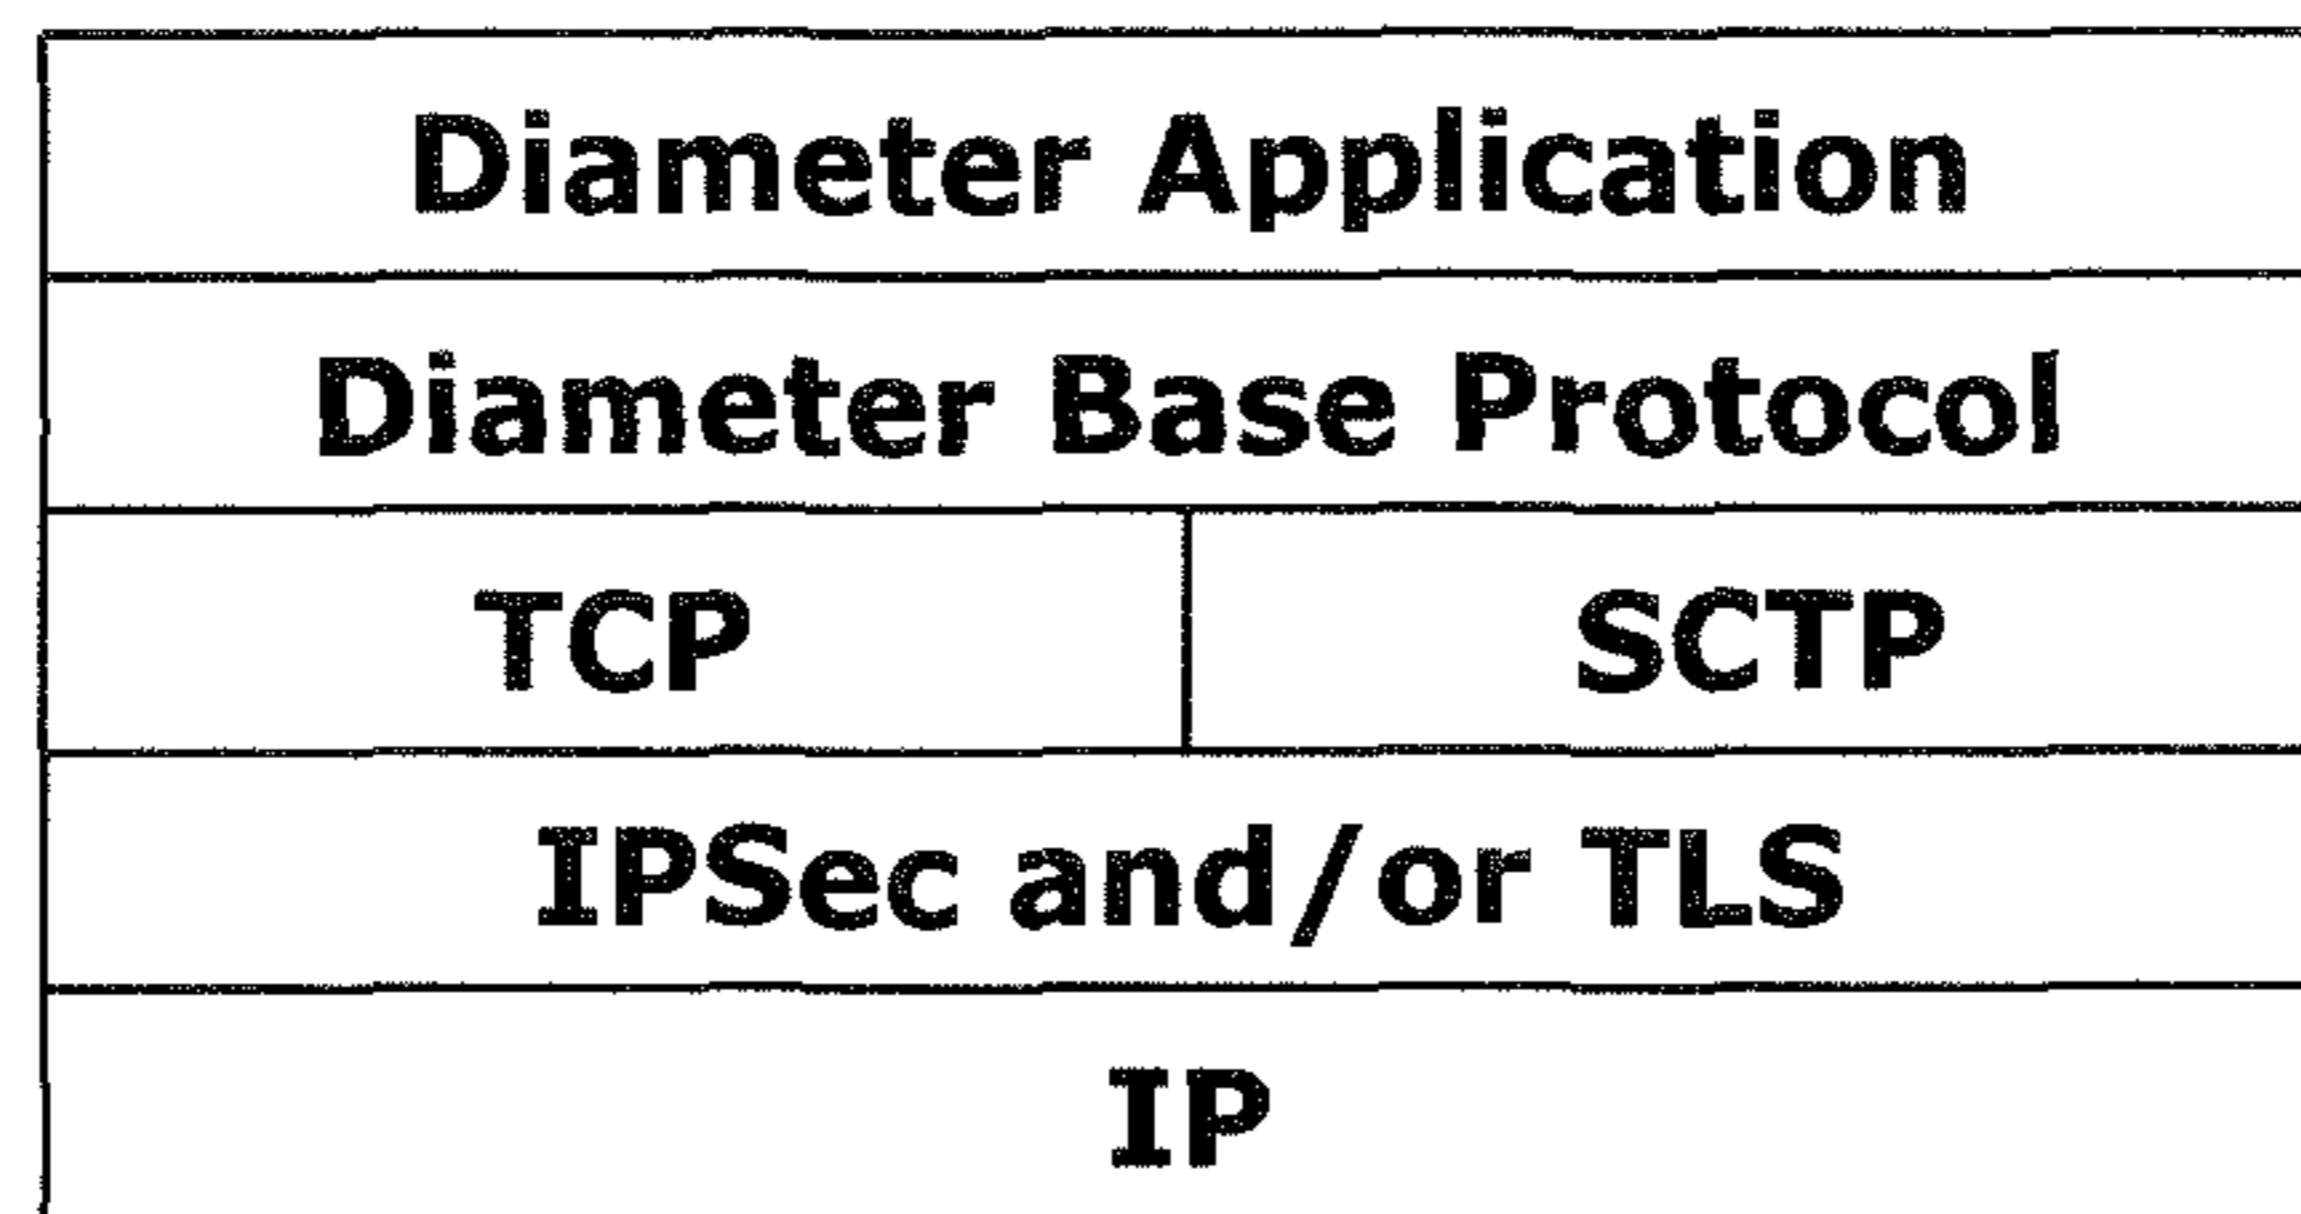 Diameter Application
Diameter Base Protocol
TCP SCTP
IPSec and/or TLS
IP